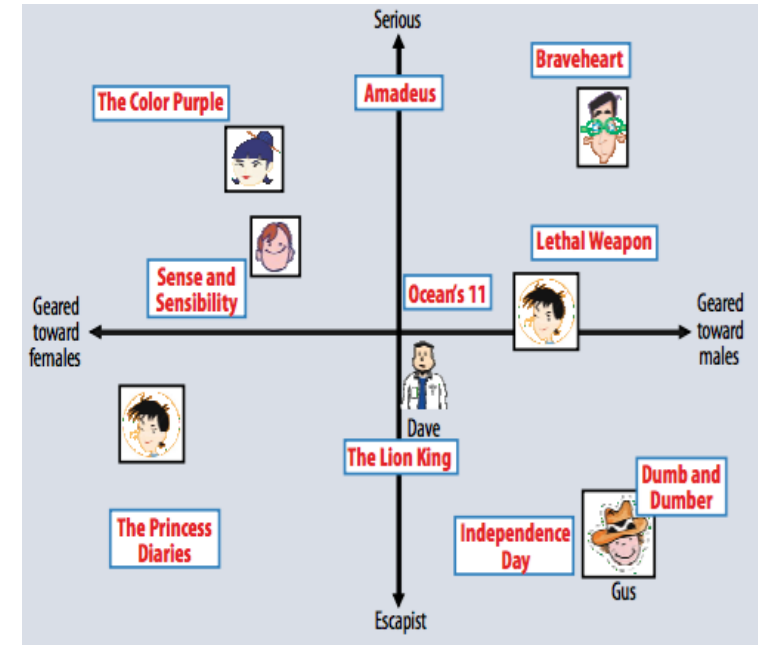 Serious
Braveheart
The Color Purple
Amadeus
Lethal Weapon
Sense and
Sensibility
Ocean's 11
Geared
toward
females
Geared
toward
males
Dave
The Lion King
Dumb and
Dumber
The Princess
Diaries
Independence
Day
Gus
Escapist